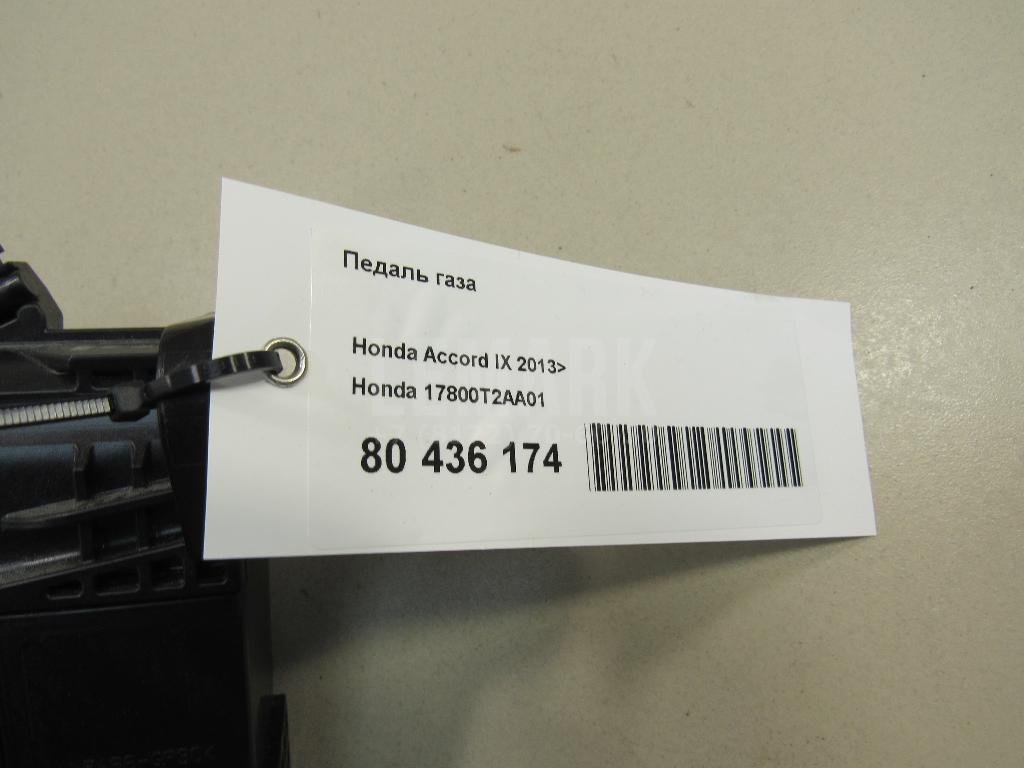 Педаль газа
Honda Accord IX 2013>
Honda 17800T2AA01
80 436 174